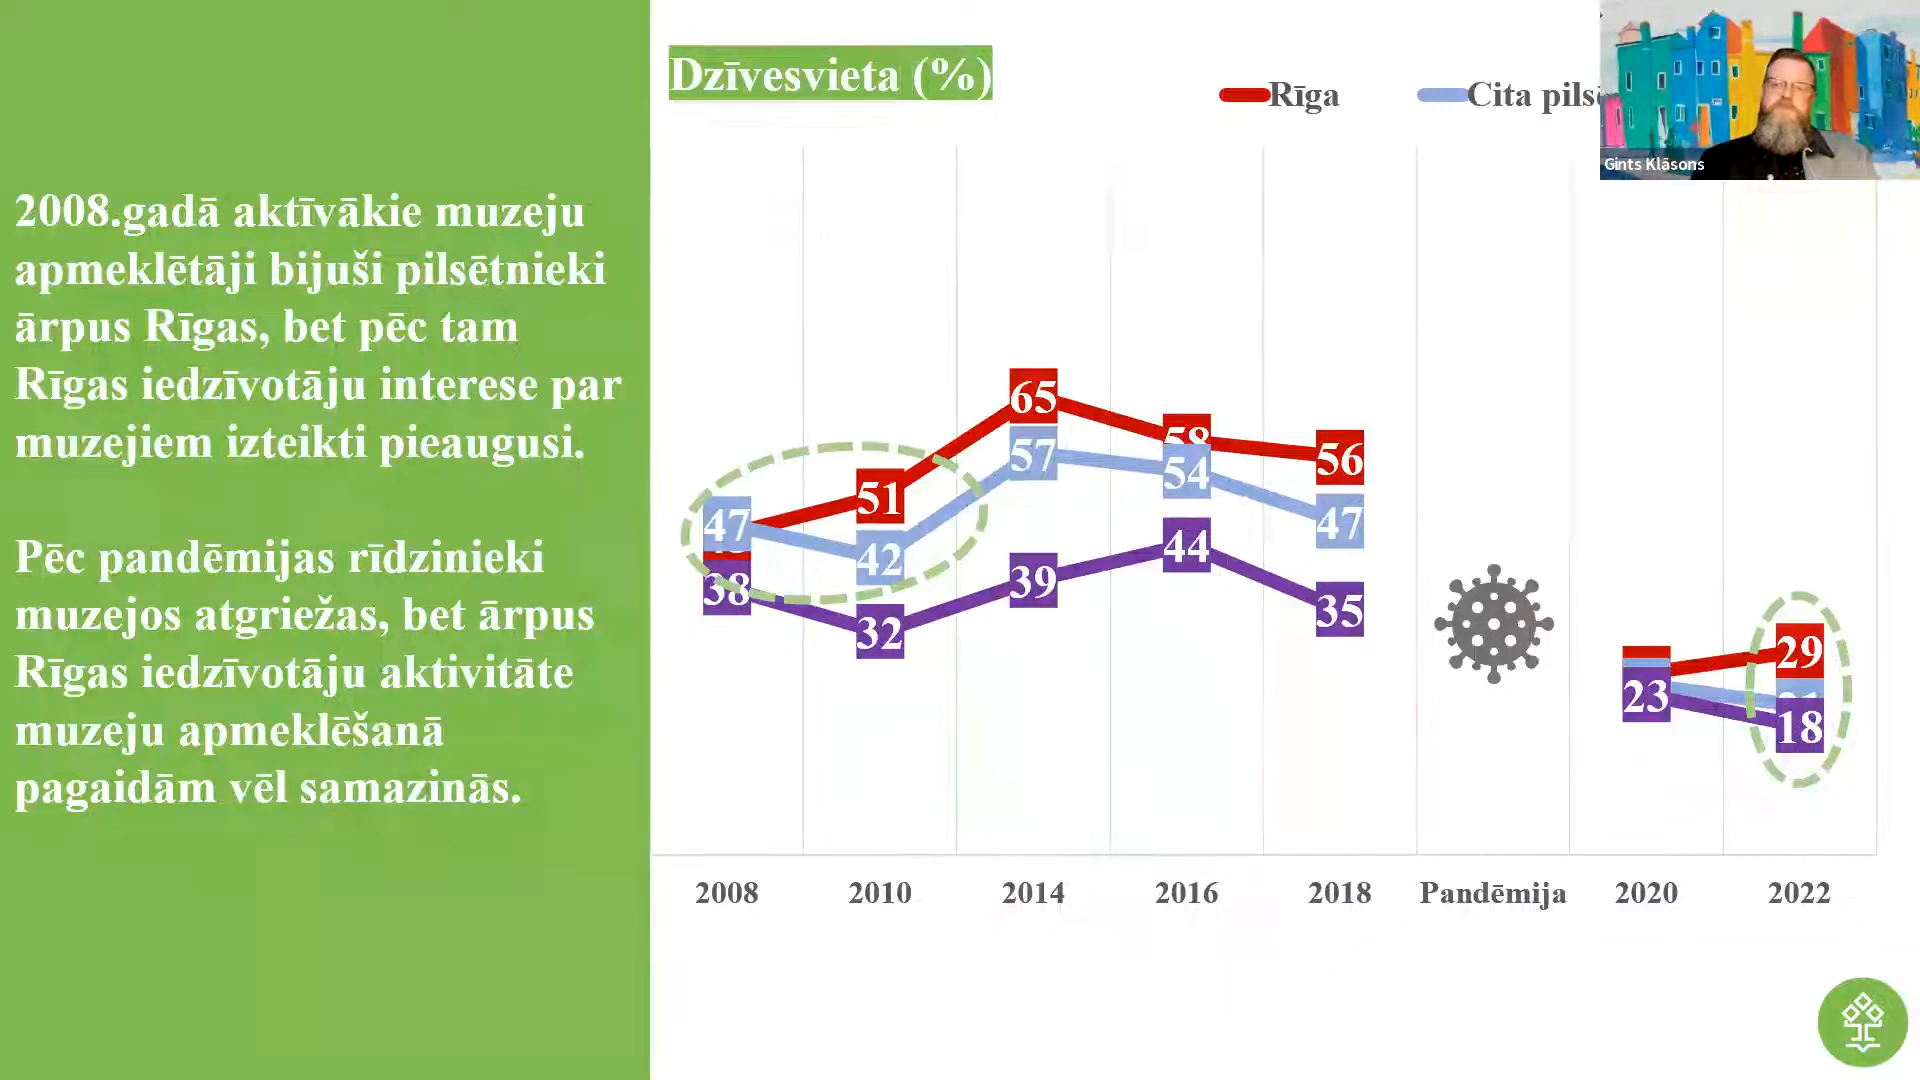 Dzīvesvieta (%)
Rīga
Cita
Gints Klāsons
2008.gadā aktīvākie muzeju
apmeklētāji bijuši pilsētnieki
ārpus Rīgas, bet pēc tam
Rīgas iedzīvotāju interese par
muzejiem izteikti pieaugusi.
Pēc pandēmijas rīdzinieki
muzejos atgriežas, bet ārpus
Rīgas iedzīvotāju aktivitāte
muzeju apmeklēšanā
pagaidām vēl samazinās.
65
58
56
51
57
54
47
47
42
44
38
39
35
32
29
23
18
2008 2010 2014 2016 2018 Pandēmija 2020 2022